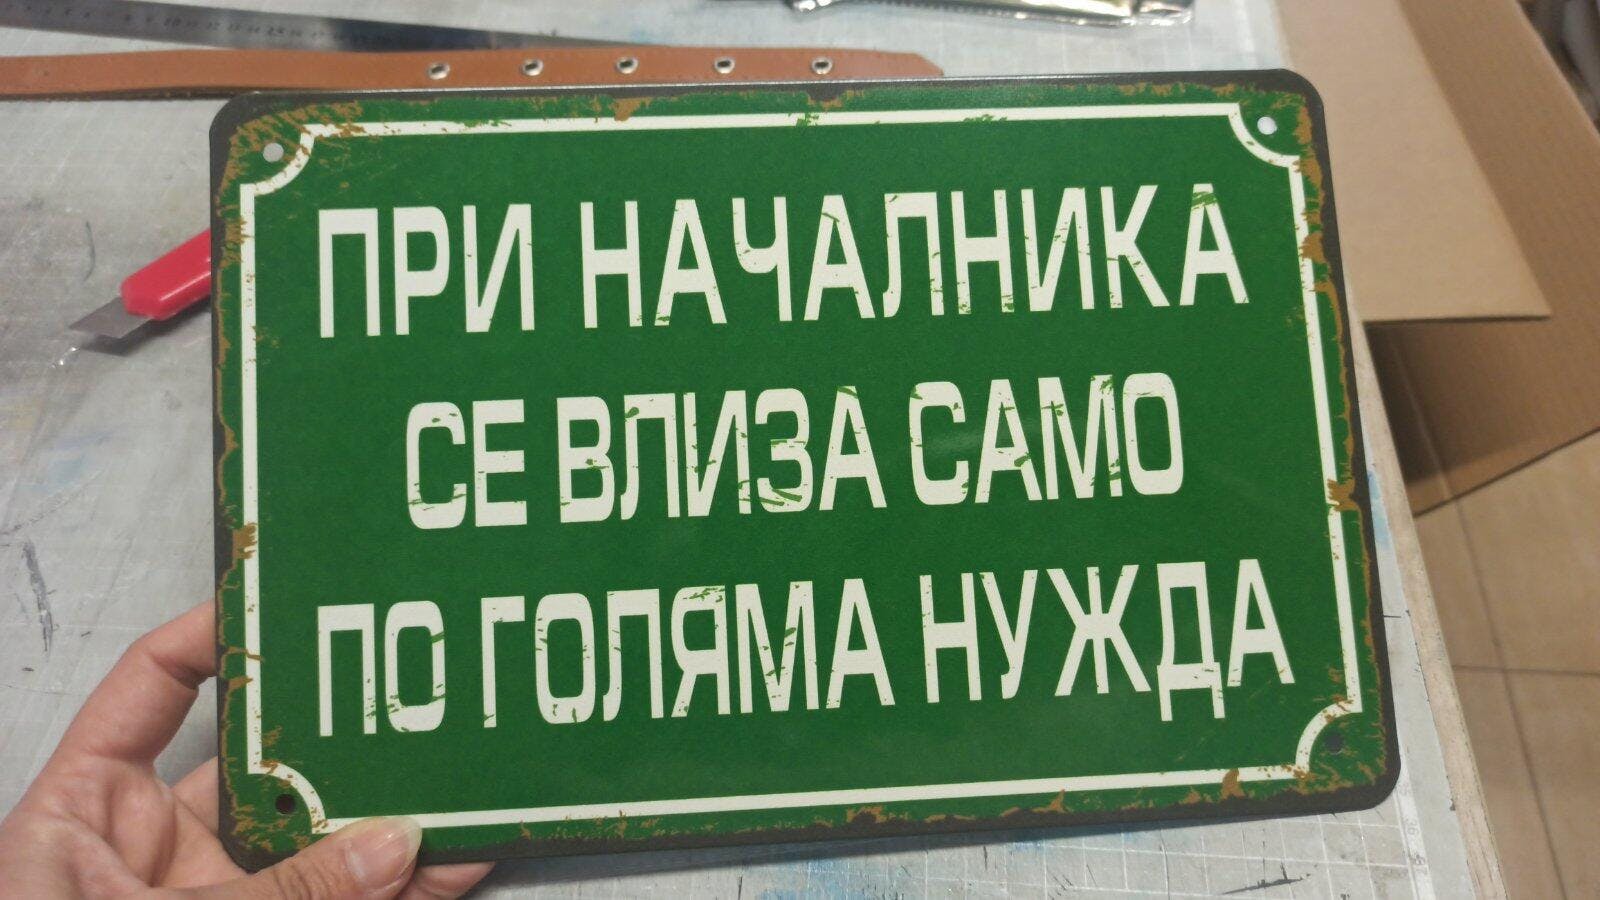 ПРИ НАЧАЛНИКА
СЕ ВЛИЗА САМО
ПО ГОЛЯМА НУЖДА